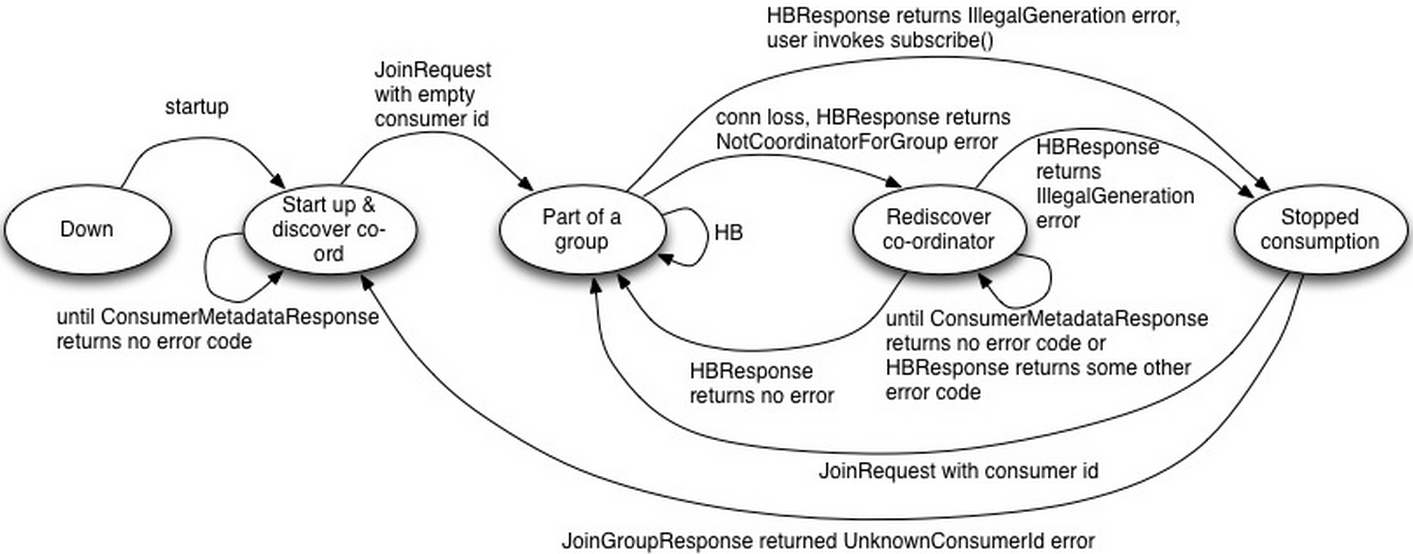 HBResponse returns IllegalGeneration error,
user invokes subscribe()
JoinRequest
with empty
consumer id
startup
conn loss, HBResponse returns
NotCoordinatorForGroup error
HBResponse
returns
IllegalGeneration
error
Down
Start up &
discover co-
ord
Part of a
group
HB
Rediscover
co-ordinator
Stopped
consumption
until ConsumerMetadataResponse
returns no error code
until ConsumerMetadataResponse
returns no error code or
HBResponse returns some other
error code
HBResponse
returns no error
JoinRequest with consumer id
JoinGroupResponse returned UnknownConsumerId error